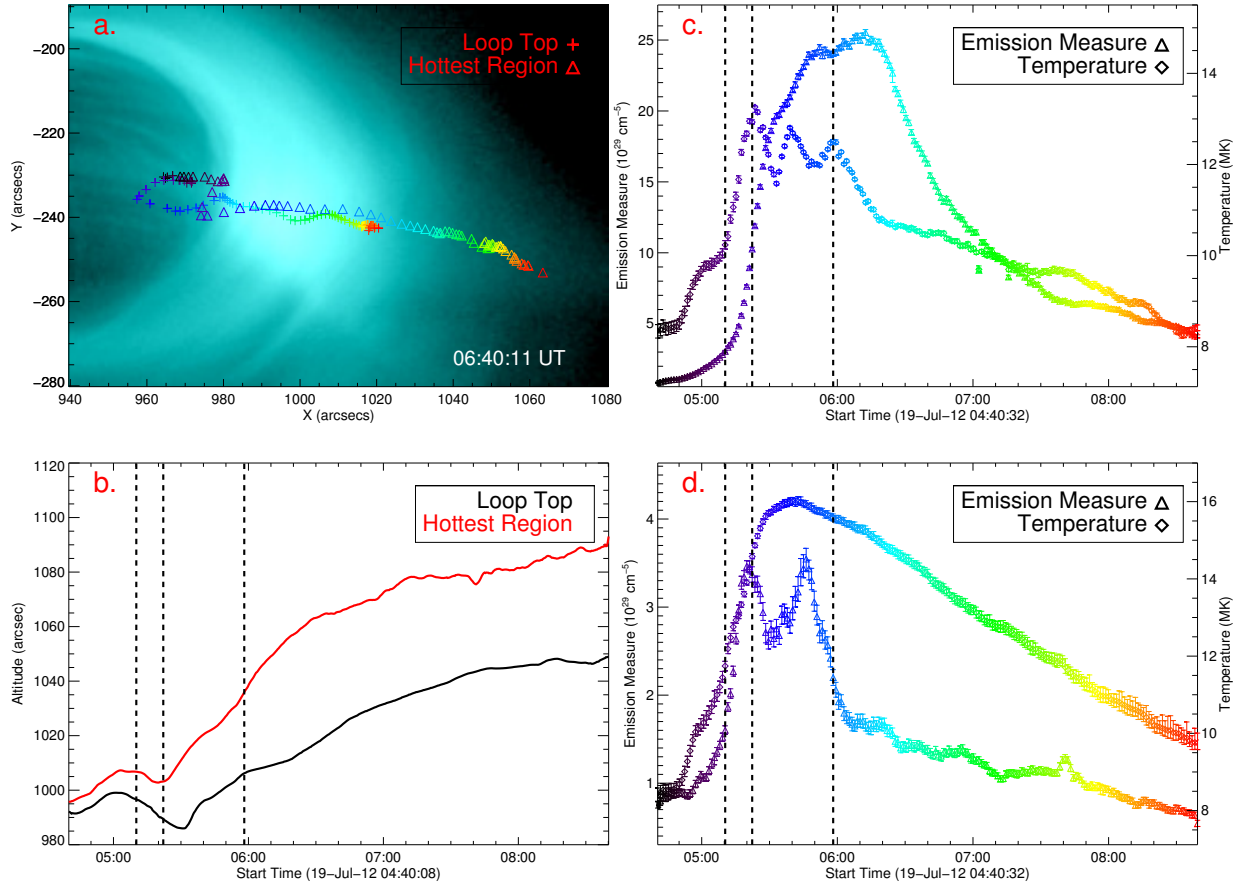 a.
Loop Top +
Hottest Region △
06:40:11 UT
−200
−220
−240
−260
−280
Y (arcsecs)
940 960 980 1000 1020 1040 1060 1080
X (arcsecs)
c.
Emission Measure △
Temperature ◇
25
20
15
10
5
Emission Measure (10²⁹ cm⁻⁵)
14
12
10
8
Temperature (MK)
05:00 06:00 07:00 08:00
Start Time (19−Jul−12 04:40:32)
b.
Loop Top
Hottest Region
1120
1100
1080
1060
1040
1020
1000
980
Altitude (arcsec)
05:00 06:00 07:00 08:00
Start Time (19−Jul−12 04:40:08)
d.
Emission Measure △
Temperature ◇
4
3
2
1
Emission Measure (10²⁹ cm⁻⁵)
16
14
12
10
8
Temperature (MK)
05:00 06:00 07:00 08:00
Start Time (19−Jul−12 04:40:32)